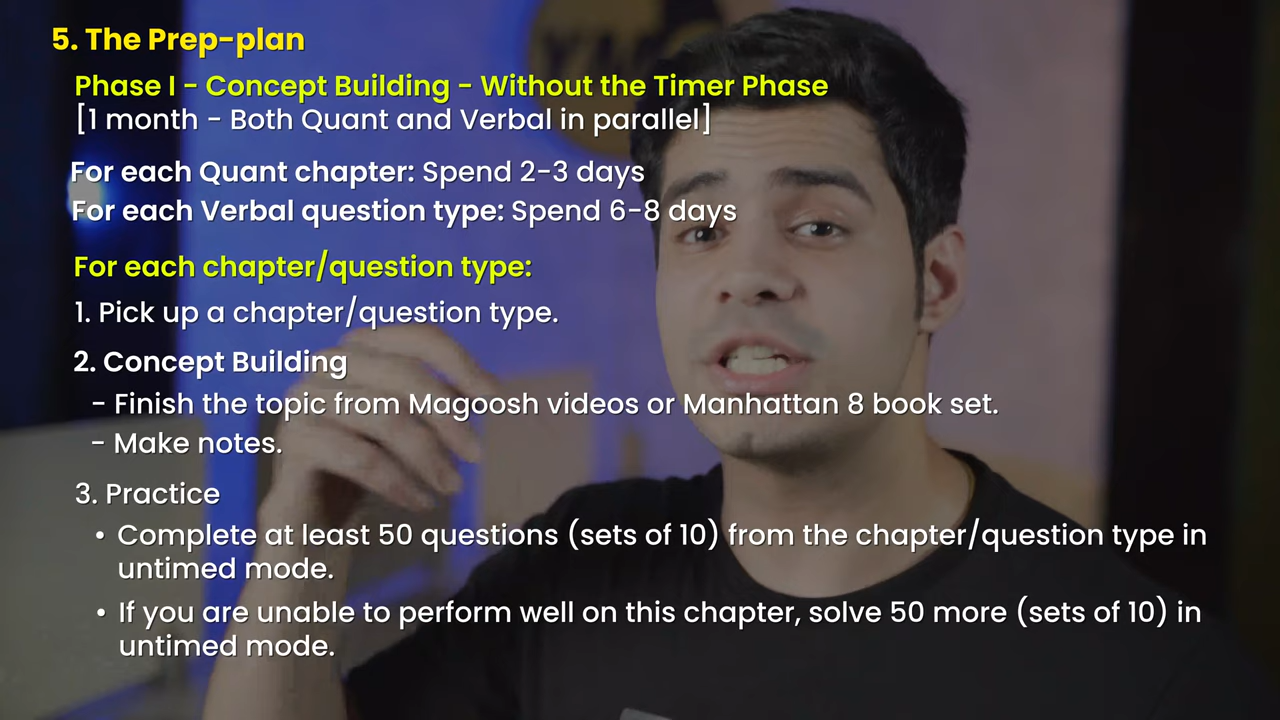 5. The Prep-plan
Phase I - Concept Building - Without the Timer Phase
[1 month - Both Quant and Verbal in parallel]
For each Quant chapter: Spend 2-3 days
For each Verbal question type: Spend 6-8 days
For each chapter/question type:
1. Pick up a chapter/question type.
2. Concept Building
- Finish the topic from Magoosh videos or Manhattan 8 book set.
- Make notes.
3. Practice
• Complete at least 50 questions (sets of 10) from the chapter/question type in
untimed mode.
• If you are unable to perform well on this chapter, solve 50 more (sets of 10) in
untimed mode.